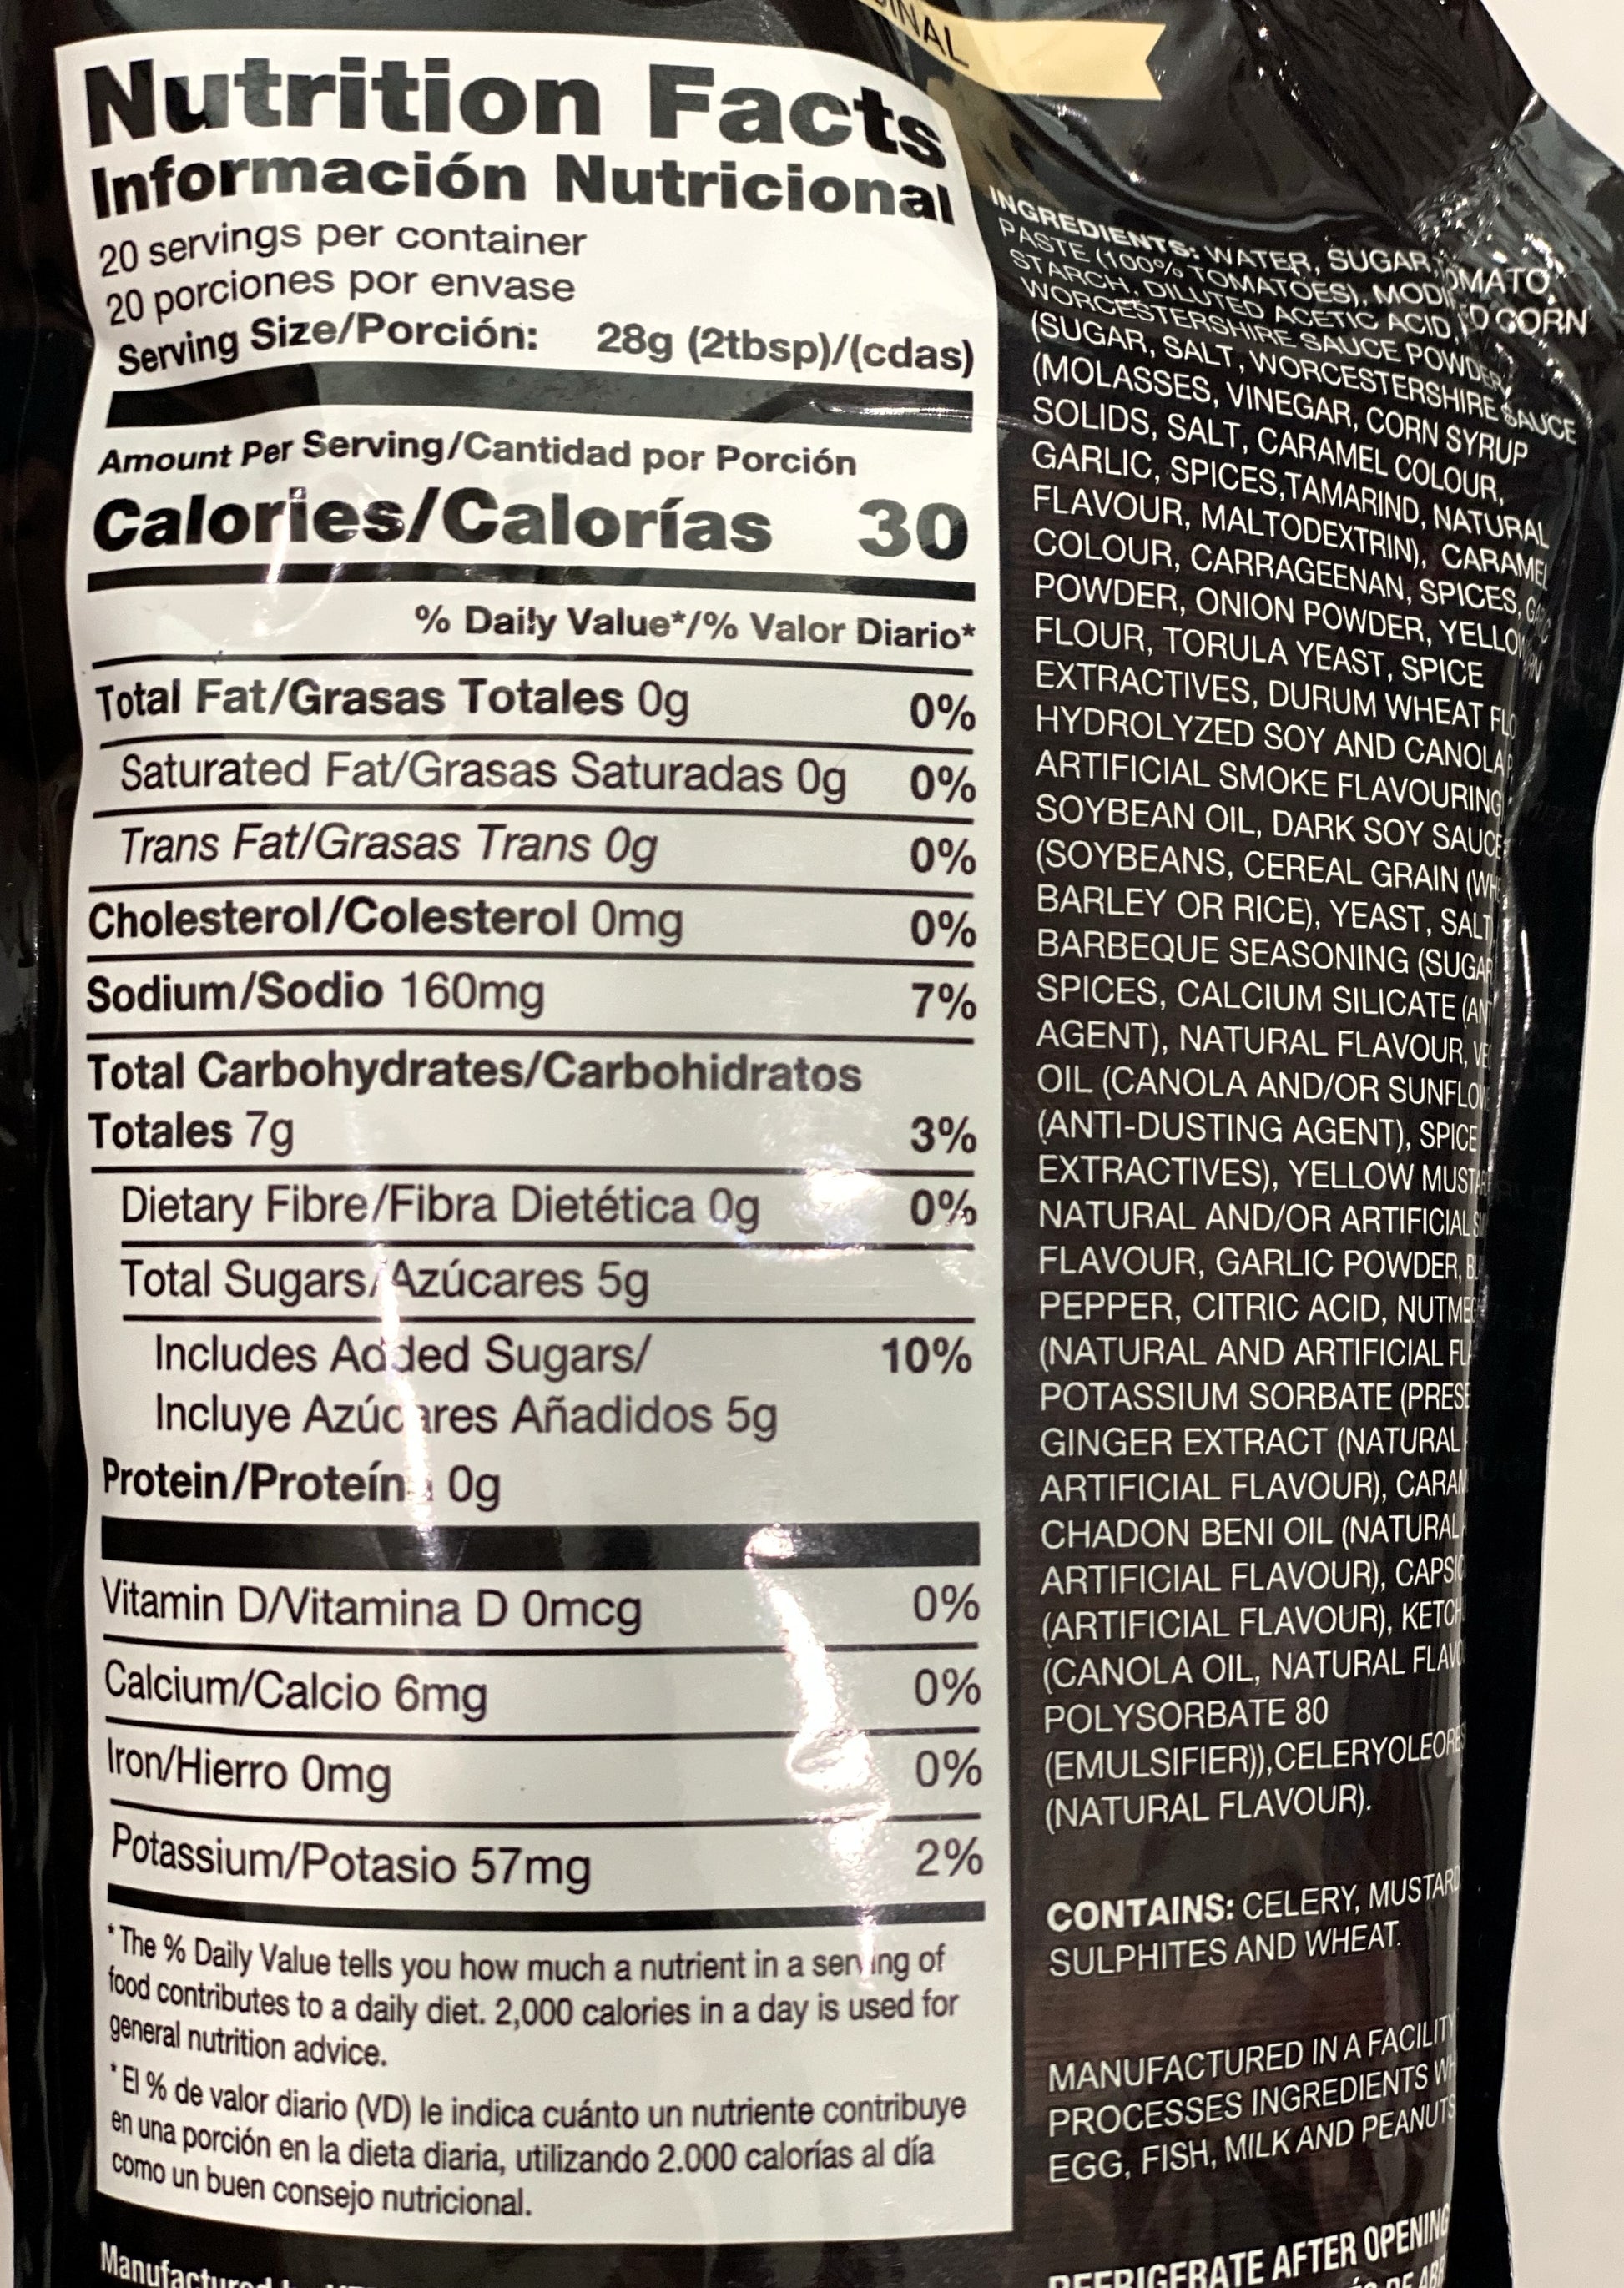 Nutrition Facts
Información Nutricional
20 servings per container
20 porciones por envase
Serving Size/Porción: 28g (2tbsp)/(cdas)
Amount Per Serving/Cantidad por Porción
Calories/Calorías 30
% Daily Value*/% Valor Diario*
Total Fat/Grasas Totales 0g 0%
Saturated Fat/Grasas Saturadas 0g 0%
Trans Fat/Grasas Trans 0g 0%
Cholesterol/Colesterol 0mg 0%
Sodium/Sodio 160mg 7%
Total Carbohydrates/Carbohidratos
Totales 7g 3%
Dietary Fibre/Fibra Dietética 0g 0%
Total Sugars/Azúcares 5g
Includes Added Sugars/ 10%
Incluye Azúcares Añadidos 5g
Protein/Proteína 0g
Vitamin D/Vitamina D 0mcg 0%
Calcium/Calcio 6mg 0%
Iron/Hierro 0mg 0%
Potassium/Potasio 57mg 2%
* The % Daily Value tells you how much a nutrient in a serving of
food contributes to a daily diet. 2,000 calories in a day is used for
general nutrition advice.
* El % de valor diario (VD) le indica cuánto un nutriente contribuye
en una porción en la dieta diaria, utilizando 2.000 calorías al día
como un buen consejo nutricional.
INGREDIENTS: WATER, SUGAR, TOMATO
PASTE (100% TOMATOES), MODIFIED CORN
STARCH, DILUTED ACETIC ACID,
WORCESTERSHIRE SAUCE POWDER
(SUGAR, SALT, WORCESTERSHIRE SAUCE
(MOLASSES, VINEGAR, CORN SYRUP
SOLIDS, SALT, CARAMEL COLOUR,
GARLIC, SPICES,TAMARIND, NATURAL
FLAVOUR, MALTODEXTRIN), CARAMEL
COLOUR, CARRAGEENAN, SPICES,
POWDER, ONION POWDER, YELLOW
FLOUR, TORULA YEAST, SPICE
EXTRACTIVES, DURUM WHEAT
HYDROLYZED SOY AND CANOLA
ARTIFICIAL SMOKE FLAVOURING
SOYBEAN OIL, DARK SOY SAUCE
(SOYBEANS, CEREAL GRAIN
BARLEY OR RICE), YEAST, SALT
BARBEQUE SEASONING (SUGAR
SPICES, CALCIUM SILICATE
AGENT), NATURAL FLAVOUR,
OIL (CANOLA AND/OR
(ANTI-DUSTING AGENT), SPICE
EXTRACTIVES), YELLOW
NATURAL AND/OR ARTIFICIAL
FLAVOUR, GARLIC POWDER,
PEPPER, CITRIC ACID, NUTMEG
(NATURAL AND ARTIFICIAL
POTASSIUM SORBATE
GINGER EXTRACT (NATURAL
ARTIFICIAL FLAVOUR),
CHADON BENI OIL (NATURAL
ARTIFICIAL FLAVOUR),
(ARTIFICIAL FLAVOUR),
(CANOLA OIL, NATURAL
POLYSORBATE 80
(EMULSIFIER)),
(NATURAL FLAVOUR).
CONTAINS: CELERY, MUSTARD
SULPHITES AND WHEAT.
MANUFACTURED IN A FACILITY
PROCESSES INGREDIENTS
EGG, FISH, MILK AND PEANUTS
REFRIGERATE AFTER OPENING
Manufactured